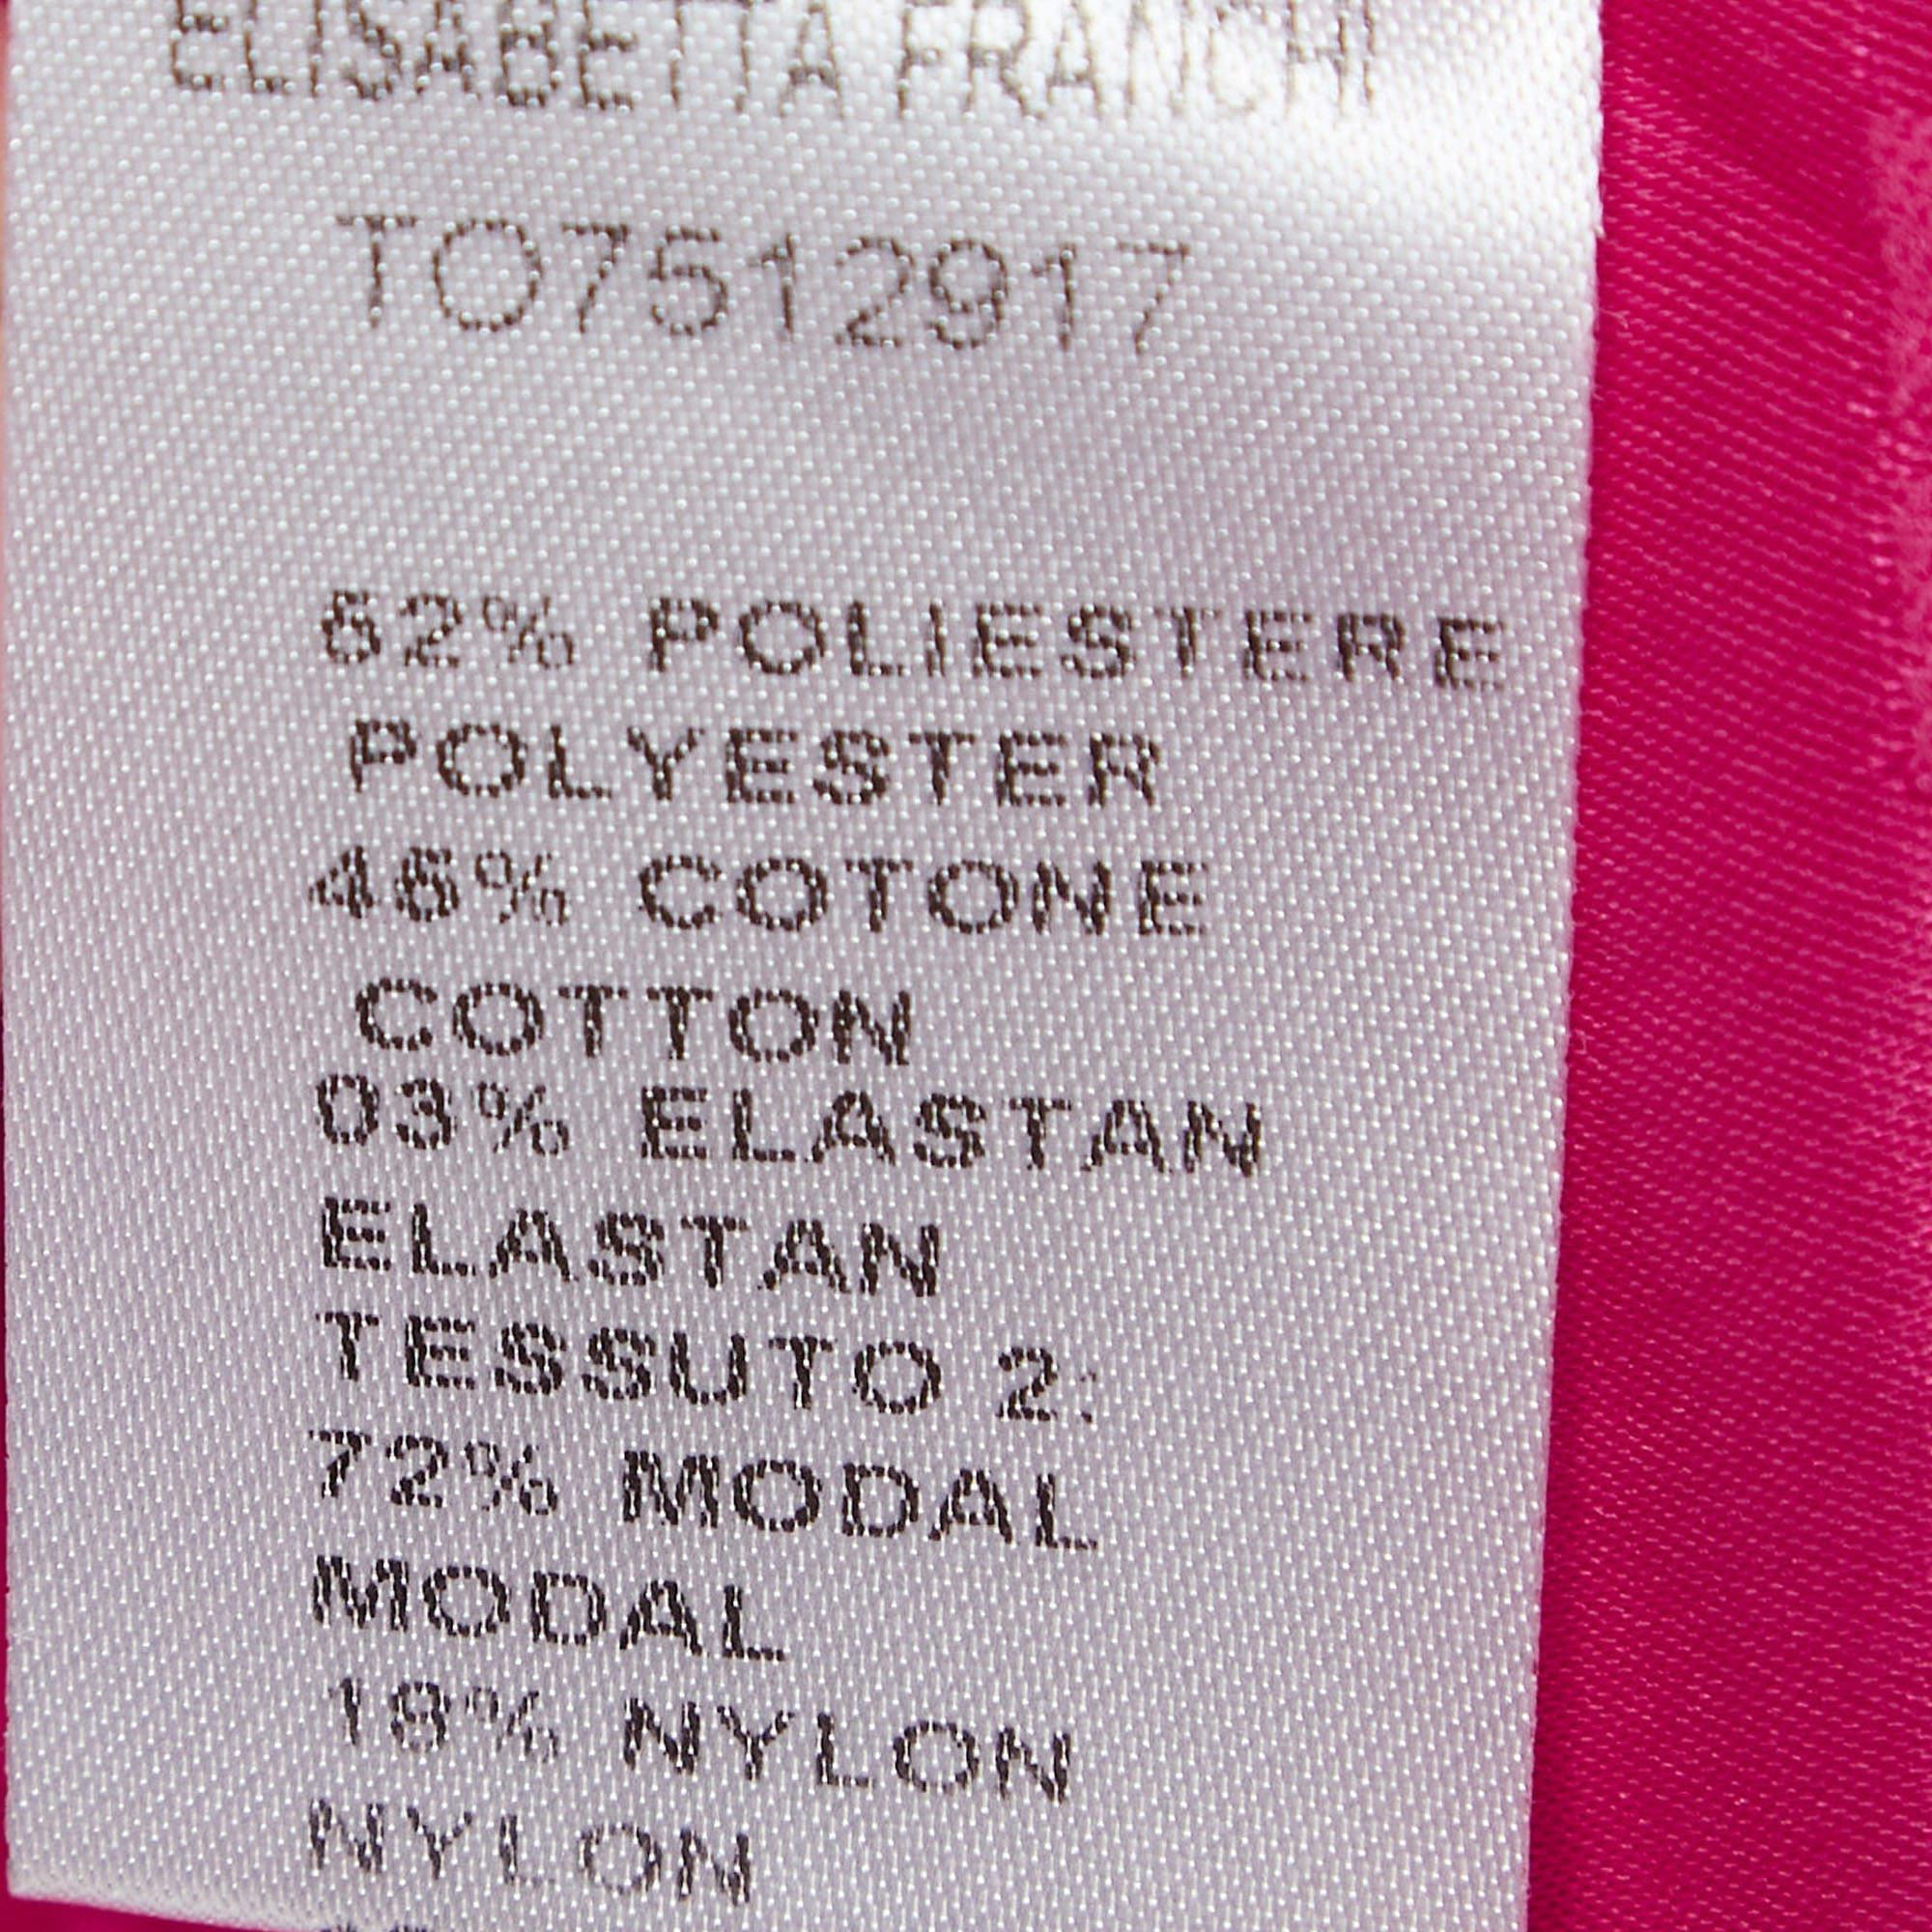 ELISABETTA FRANCHI
TO7512917
52% POLIESTERE
POLYESTER
45% COTONE
COTTON
03% ELASTAN
ELASTAN
TESSUTO 2:
72% MODAL
MODAL
18% NYLON
NYLON